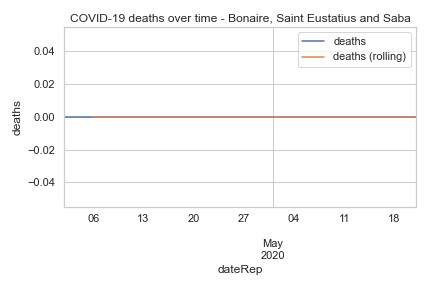 COVID-19 deaths over time - Bonaire, Saint Eustatius and Saba
deaths
deaths (rolling)
deaths
0.04
0.02
0.00
−0.02
−0.04
06 13 20 27 04 11 18
May
2020
dateRep